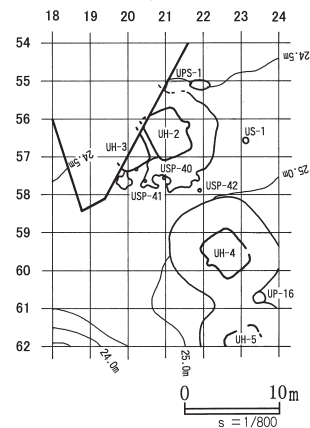 18 19 20 21 22 23 24
54
24.5m
UPS-1
55
56
UH-2
US-1
UH-3
57
24.5m
USP-40
25.0m
USP-42
58
USP-41
59
UH-4
60
UP-16
61
UH-5
62
24.0m
25.0m
0 10m
s = 1/800